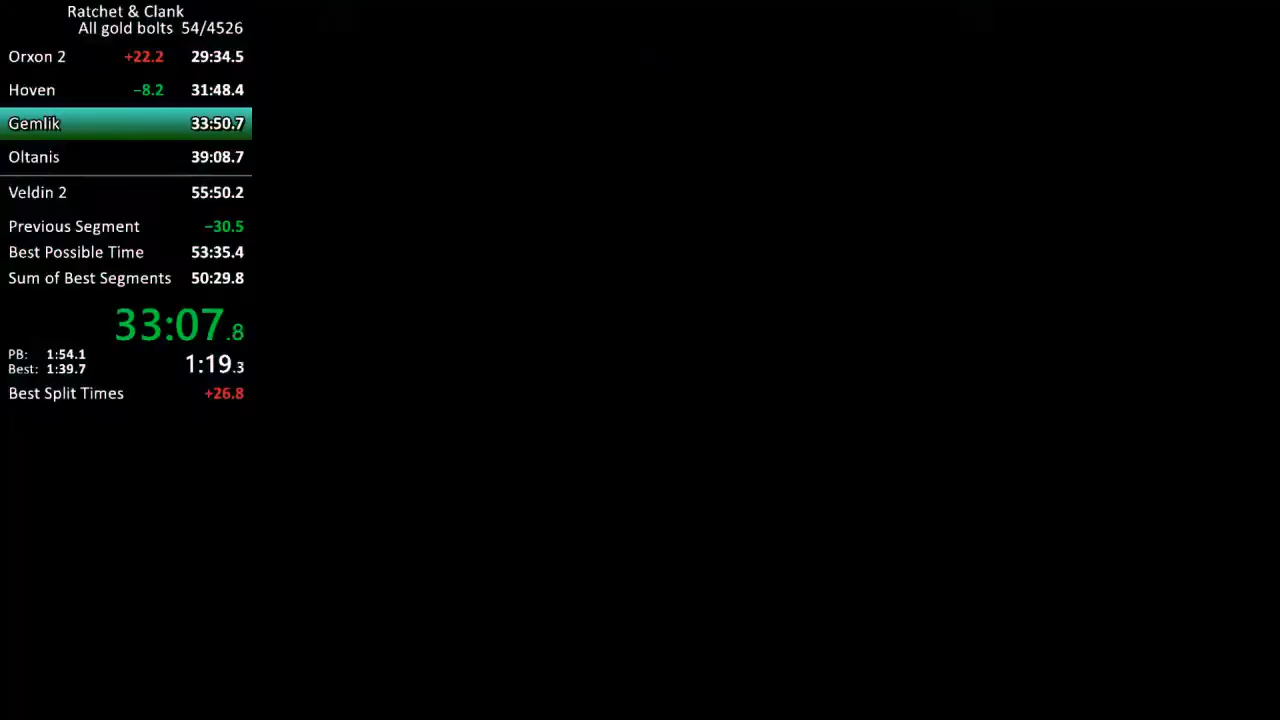 Ratchet & Clank
All gold bolts 54/4526
Orxon 2 +22.2 29:34.5
Hoven −8.2 31:48.4
Gemlik 33:50.7
Oltanis 39:08.7
Veldin 2 55:50.2
Previous Segment −30.5
Best Possible Time 53:35.4
Sum of Best Segments 50:29.8
33:07.8
PB: 1:54.1 1:19.3
Best: 1:39.7
Best Split Times +26.8